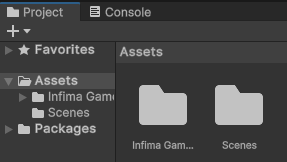 Project
Console
Favorites
Assets
Infima Game
Scenes
Packages
Assets
Infima Gam...
Scenes